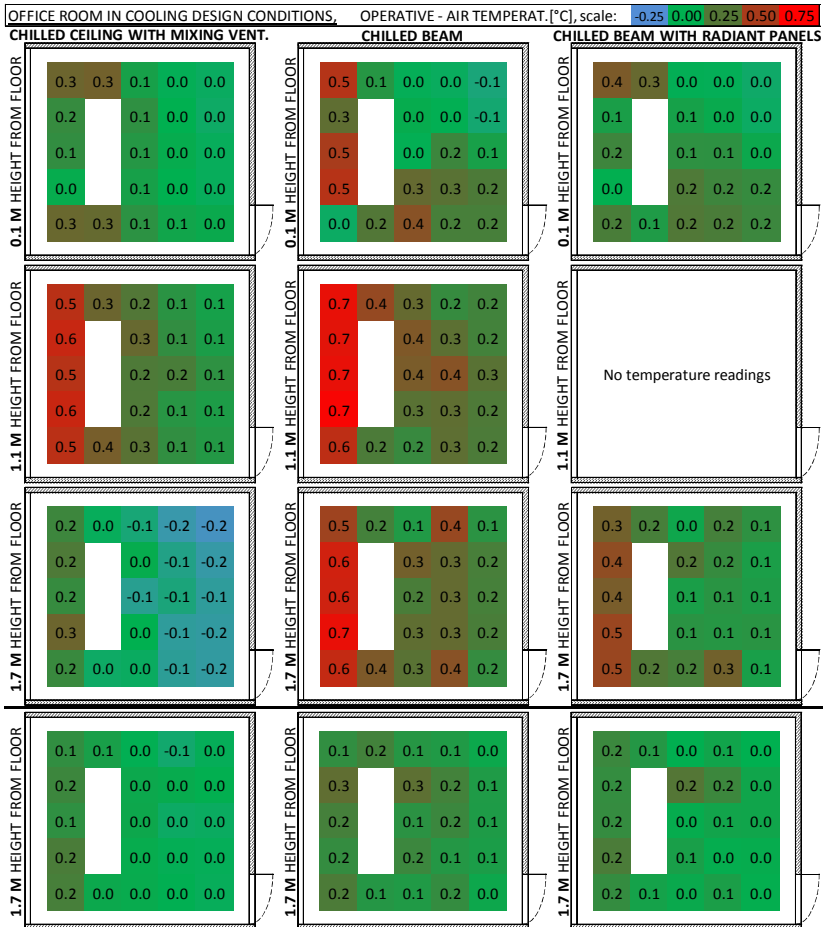 OFFICE ROOM IN COOLING DESIGN CONDITIONS, OPERATIVE - AIR TEMPERAT.[°C], scale: -0.25 0.00 0.25 0.50 0.75
CHILLED CEILING WITH MIXING VENT. CHILLED BEAM CHILLED BEAM WITH RADIANT PANELS
0.1 M HEIGHT FROM FLOOR
0.3 0.3 0.1 0.0 0.0
0.2 0.1 0.0 0.0
0.1 0.1 0.0 0.0
0.0 0.1 0.0 0.0
0.3 0.3 0.1 0.1 0.0
0.1 M HEIGHT FROM FLOOR
0.5 0.1 0.0 0.0 -0.1
0.3 0.0 0.0 -0.1
0.5 0.0 0.2 0.1
0.5 0.3 0.3 0.2
0.0 0.2 0.4 0.2 0.2
0.1 M HEIGHT FROM FLOOR
0.4 0.3 0.0 0.0 0.0
0.1 0.1 0.0 0.0
0.2 0.1 0.1 0.0
0.0 0.2 0.2 0.2
0.2 0.1 0.2 0.2 0.2
1.1 M HEIGHT FROM FLOOR
0.5 0.3 0.2 0.1 0.1
0.6 0.3 0.1 0.1
0.5 0.2 0.2 0.1
0.6 0.2 0.1 0.1
0.5 0.4 0.3 0.1 0.1
1.1 M HEIGHT FROM FLOOR
0.7 0.4 0.3 0.2 0.2
0.7 0.4 0.3 0.2
0.7 0.4 0.4 0.3
0.7 0.3 0.3 0.2
0.6 0.2 0.2 0.3 0.2
1.1 M HEIGHT FROM FLOOR
No temperature readings
1.7 M HEIGHT FROM FLOOR
0.2 0.0 -0.1 -0.2 -0.2
0.2 0.0 -0.1 -0.2
0.2 -0.1 -0.1 -0.1
0.3 0.0 -0.1 -0.2
0.2 0.0 0.0 -0.1 -0.2
1.7 M HEIGHT FROM FLOOR
0.5 0.2 0.1 0.4 0.1
0.6 0.3 0.3 0.2
0.6 0.2 0.3 0.2
0.7 0.3 0.3 0.2
0.6 0.4 0.3 0.4 0.2
1.7 M HEIGHT FROM FLOOR
0.3 0.2 0.0 0.2 0.1
0.4 0.2 0.2 0.1
0.4 0.1 0.1 0.1
0.5 0.1 0.1 0.1
0.5 0.2 0.2 0.3 0.1
1.7 M HEIGHT FROM FLOOR
0.1 0.1 0.0 -0.1 0.0
0.2 0.0 0.0 0.0
0.1 0.0 0.0 0.0
0.2 0.0 0.0 0.0
0.2 0.0 0.0 0.0 0.0
1.7 M HEIGHT FROM FLOOR
0.1 0.2 0.1 0.1 0.0
0.3 0.3 0.2 0.1
0.2 0.1 0.2 0.1
0.2 0.2 0.1 0.1
0.2 0.1 0.1 0.2 0.0
1.7 M HEIGHT FROM FLOOR
0.2 0.1 0.0 0.1 0.0
0.2 0.2 0.2 0.0
0.2 0.0 0.1 0.0
0.2 0.1 0.0 0.0
0.2 0.1 0.0 0.1 0.0